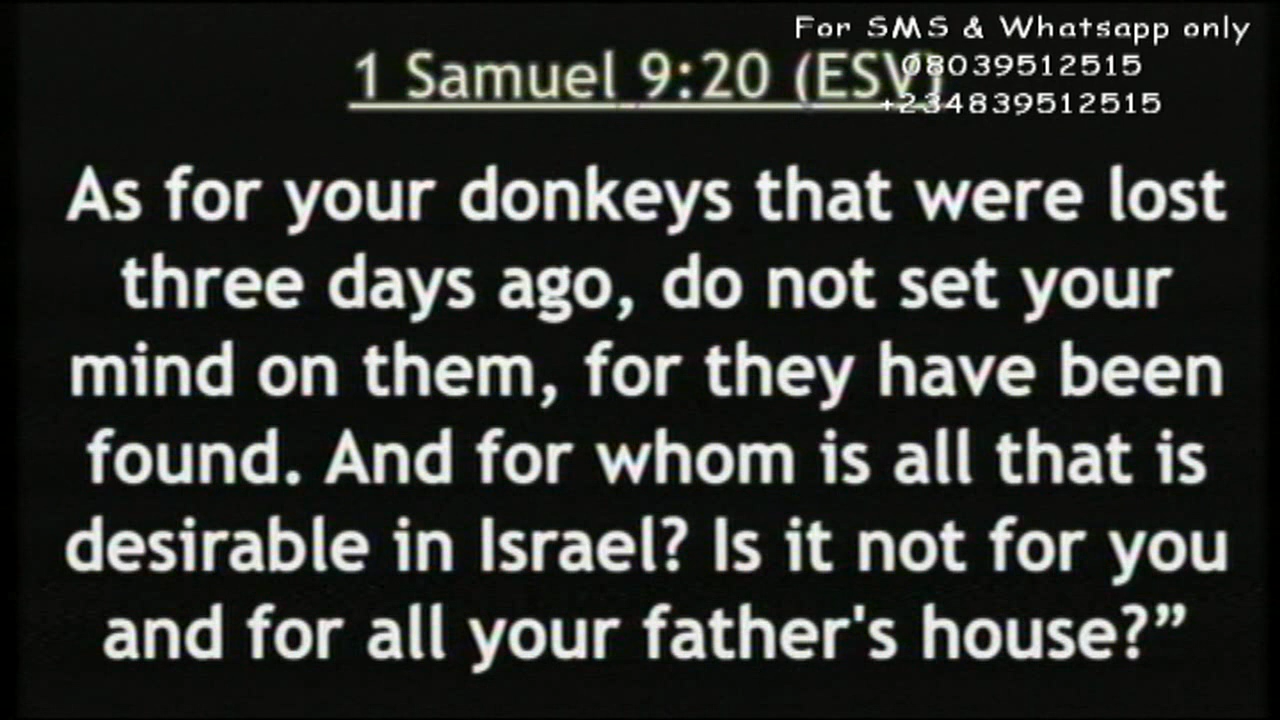 For SMS & Whatsapp only
08039512515
+234839512515
1 Samuel 9:20 (ESV)
As for your donkeys that were lost
three days ago, do not set your
mind on them, for they have been
found. And for whom is all that is
desirable in Israel? Is it not for you
and for all your father's house?”